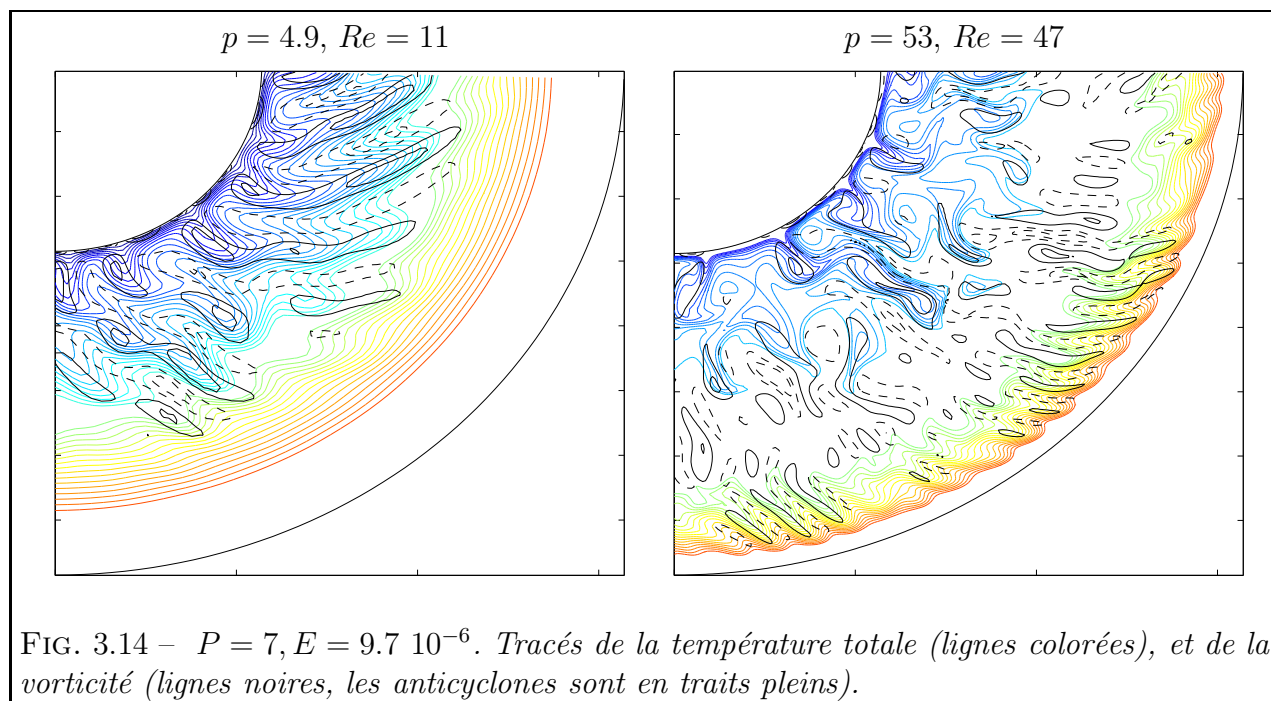 p = 4.9, Re = 11
p = 53, Re = 47
FIG. 3.14 – P = 7, E = 9.7 10⁻⁶. Tracés de la température totale (lignes colorées), et de la
vorticité (lignes noires, les anticyclones sont en traits pleins).